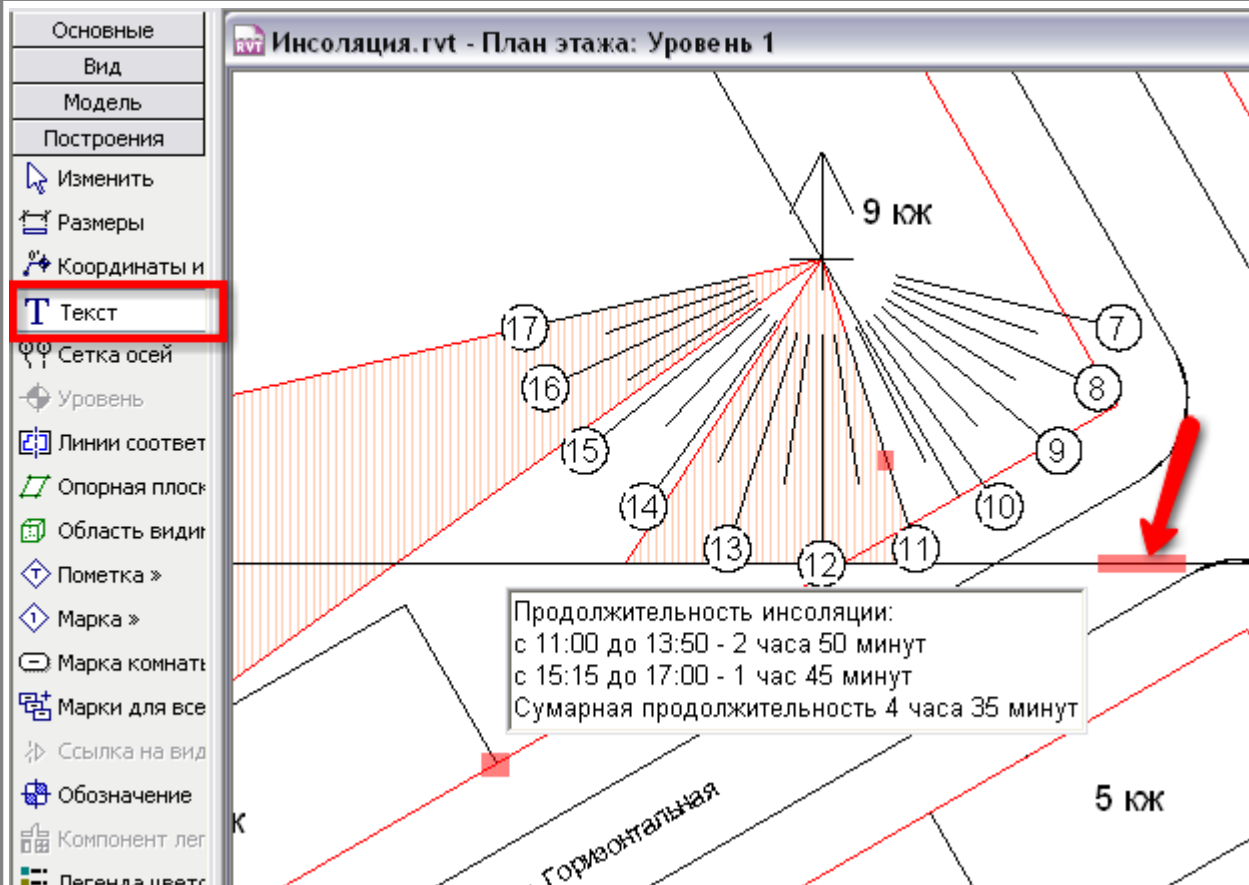 Основные
Вид
Модель
Построения
Изменить
Размеры
Координаты и
T Текст
Сетка осей
Уровень
Линии соответ
Опорная плоск
Область видим
Пометка »
Марка »
Марка комнать
Марки для все
Ссылка на вид
Обозначение
Компонент лег
Легенда цвето
RVT Инсоляция.rvt - План этажа: Уровень 1
9 кж
17
16
15
14
13
12
11
10
9
8
7
Продолжительность инсоляции:
с 11:00 до 13:50 - 2 часа 50 минут
с 15:15 до 17:00 - 1 час 45 минут
Сумарная продолжительность 4 часа 35 минут
5 кж
к
Горизонтальная